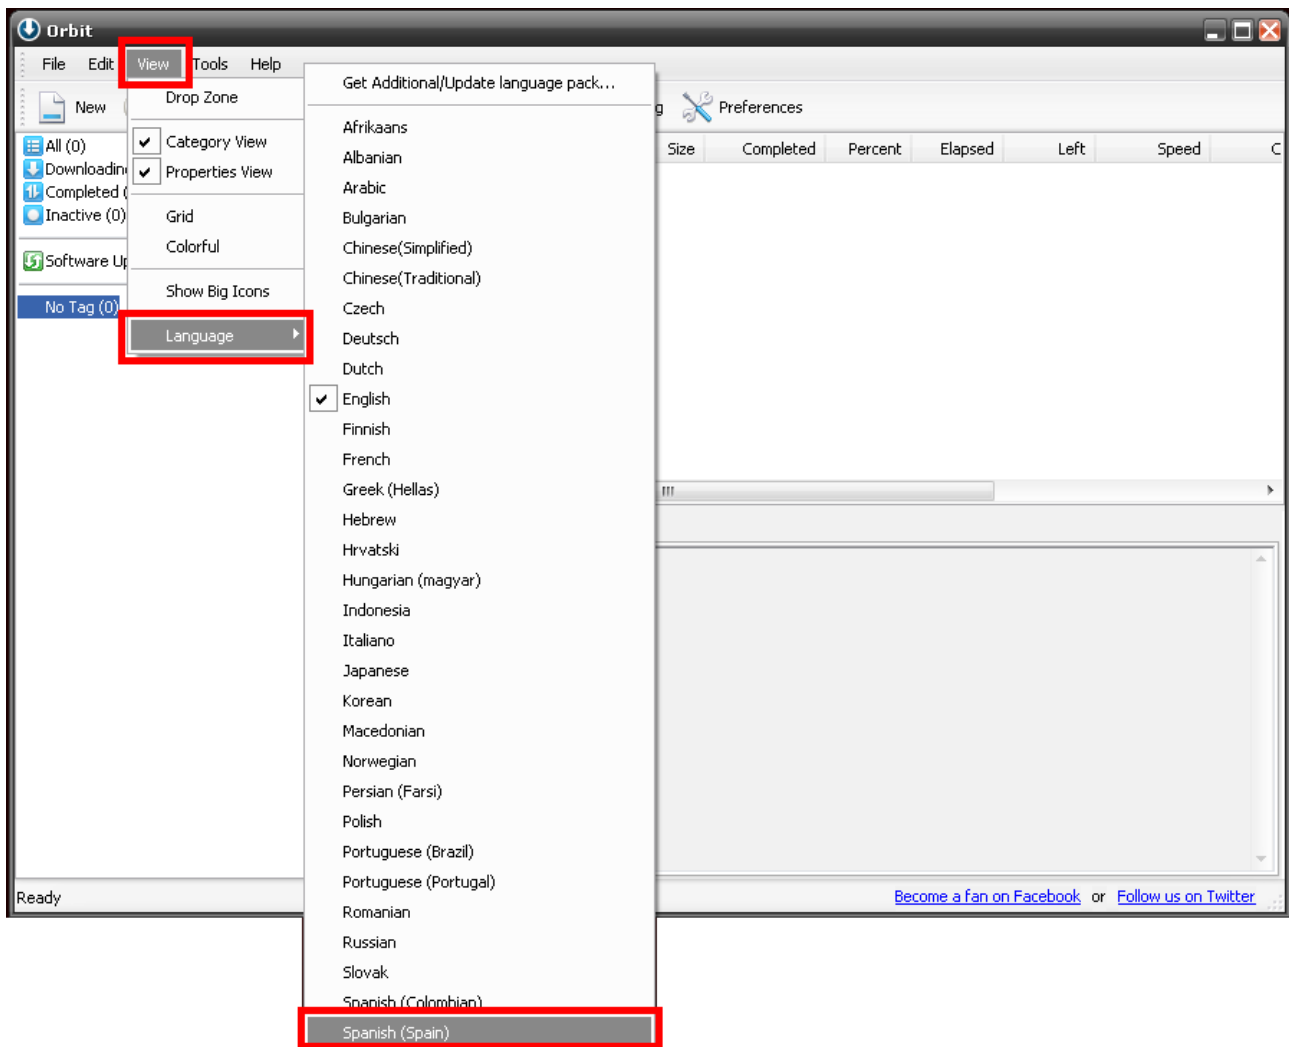 Orbit
File Edit View Tools Help
New
g
Preferences
All (0)
Downloadin
Completed (
Inactive (0)
Software Up
No Tag (0)
Drop Zone
Category View
Properties View
Grid
Colorful
Show Big Icons
Language
Get Additional/Update language pack...
Afrikaans
Albanian
Arabic
Bulgarian
Chinese(Simplified)
Chinese(Traditional)
Czech
Deutsch
Dutch
English
Finnish
French
Greek (Hellas)
Hebrew
Hrvatski
Hungarian (magyar)
Indonesia
Italiano
Japanese
Korean
Macedonian
Norwegian
Persian (Farsi)
Polish
Portuguese (Brazil)
Portuguese (Portugal)
Romanian
Russian
Slovak
Spanish (Colombian)
Spanish (Spain)
Size Completed Percent Elapsed Left Speed C
Ready
Become a fan on Facebook or Follow us on Twitter